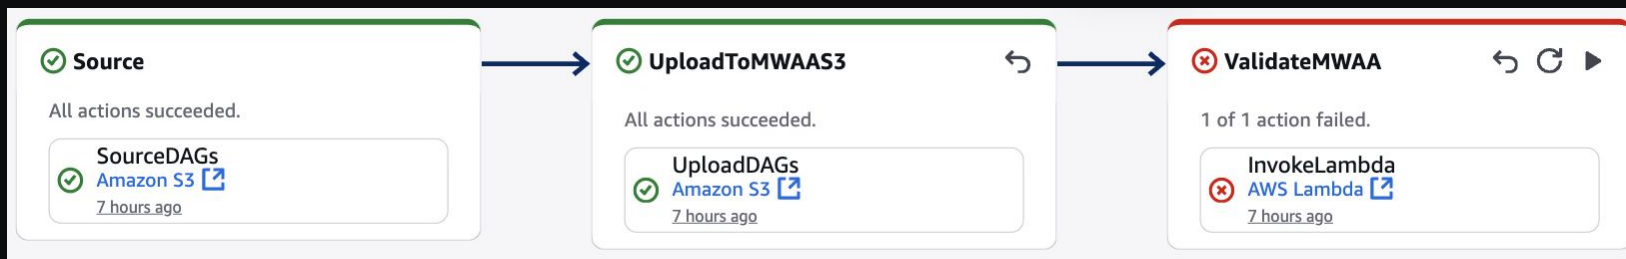 Source
All actions succeeded.
SourceDAGs
Amazon S3
7 hours ago
UploadToMWAAS3
All actions succeeded.
UploadDAGs
Amazon S3
7 hours ago
ValidateMWAA
1 of 1 action failed.
InvokeLambda
AWS Lambda
7 hours ago